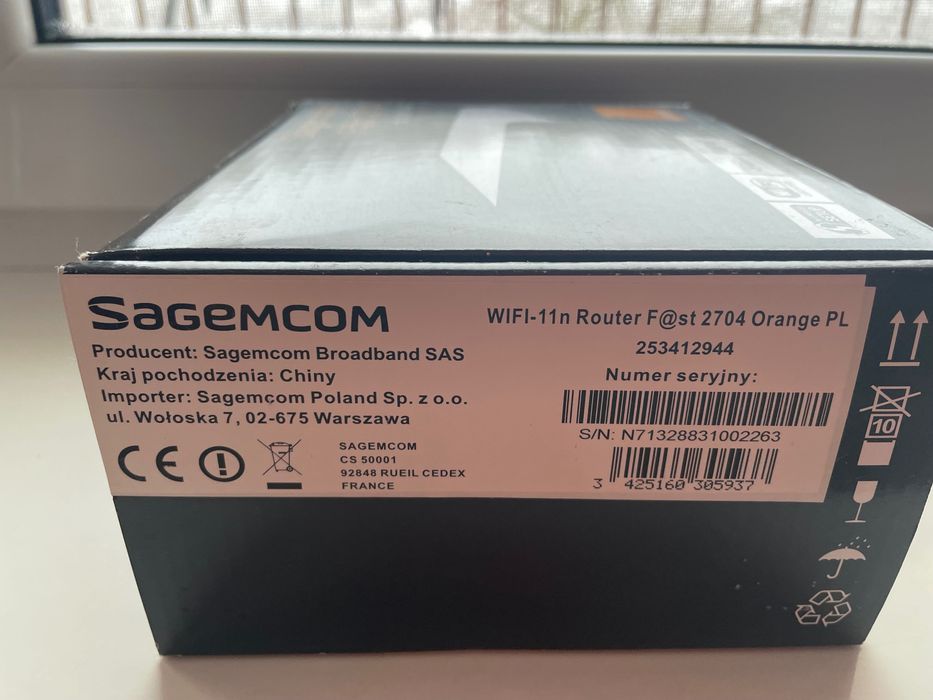 SAGEMCOM
Producent: Sagemcom Broadband SAS
Kraj pochodzenia: Chiny
Importer: Sagemcom Poland Sp. z o.o.
ul. Wołoska 7, 02-675 Warszawa
SAGEMCOM
CS 50001
92848 RUEIL CEDEX
FRANCE
WIFI-11n Router F@st 2704 Orange PL
253412944
Numer seryjny:
S/N: N71328831002263
3 425160 305937
10